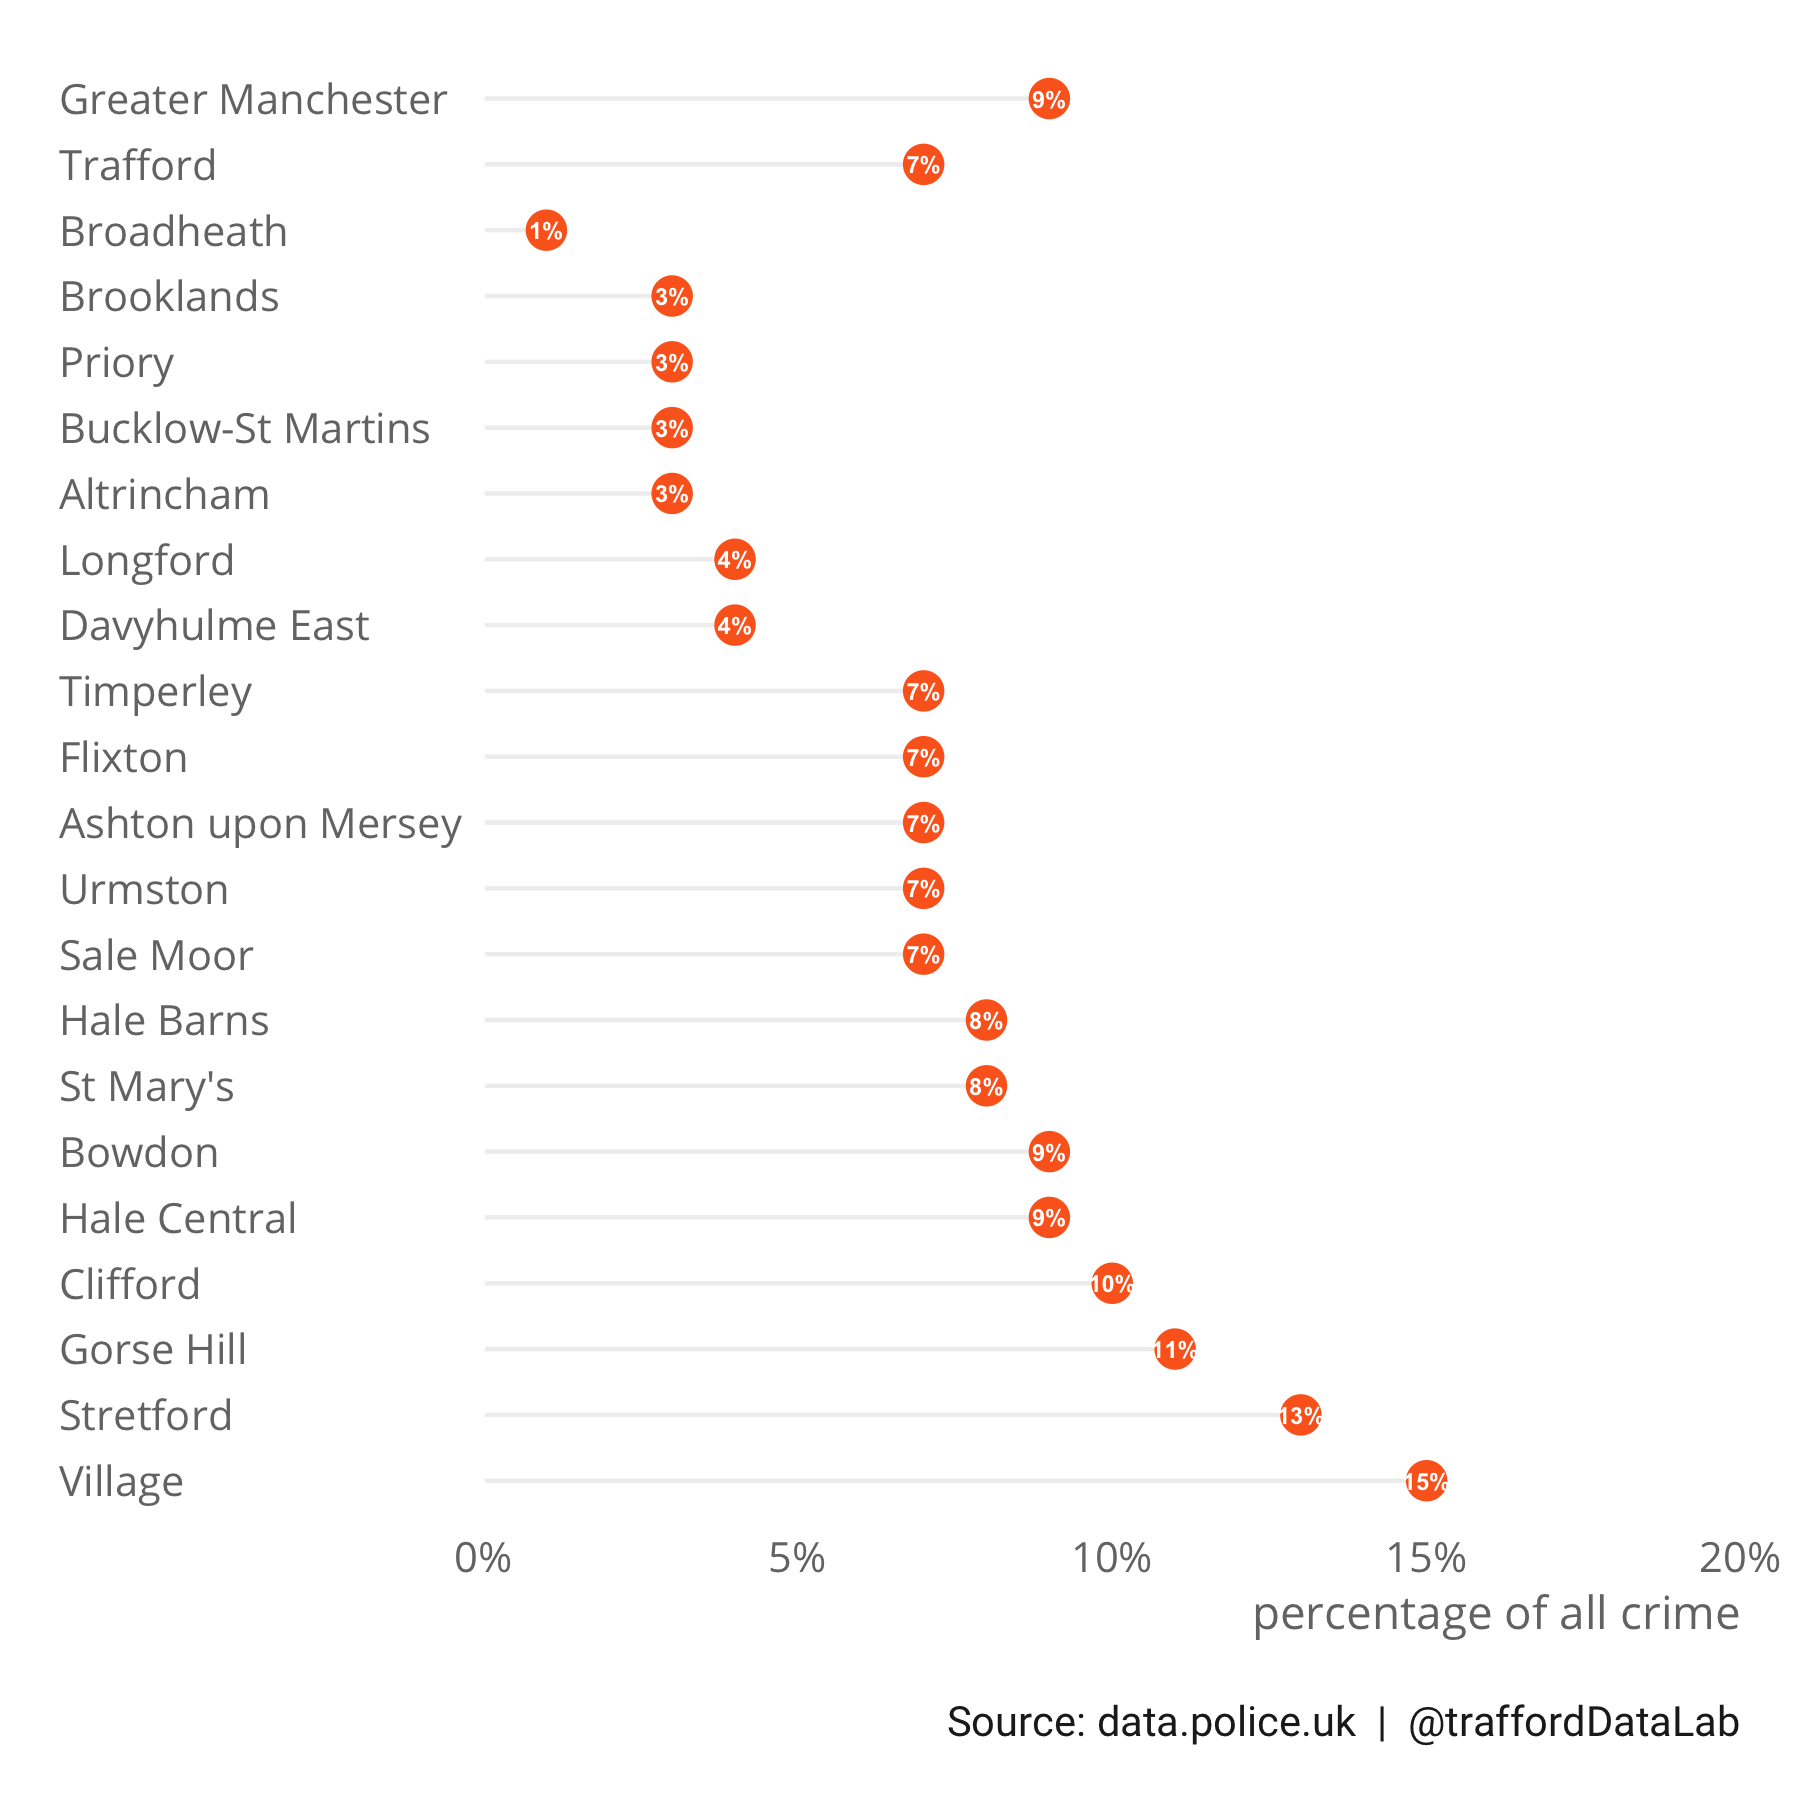 Greater Manchester 9%
Trafford 7%
Broadheath 1%
Brooklands 3%
Priory 3%
Bucklow-St Martins 3%
Altrincham 3%
Longford 4%
Davyhulme East 4%
Timperley 7%
Flixton 7%
Ashton upon Mersey 7%
Urmston 7%
Sale Moor 7%
Hale Barns 8%
St Mary's 8%
Bowdon 9%
Hale Central 9%
Clifford 10%
Gorse Hill 11%
Stretford 13%
Village 15%
0% 5% 10% 15% 20%
percentage of all crime
Source: data.police.uk | @traffordDataLab